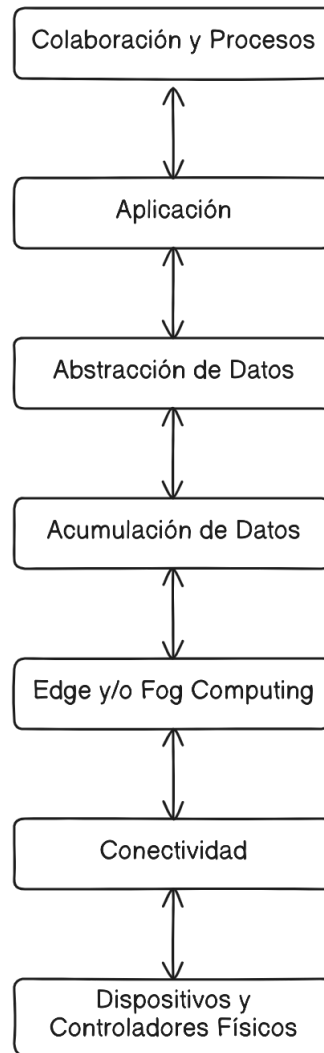 Colaboración y Procesos
Aplicación
Abstracción de Datos
Acumulación de Datos
Edge y/o Fog Computing
Conectividad
Dispositivos y
Controladores Físicos